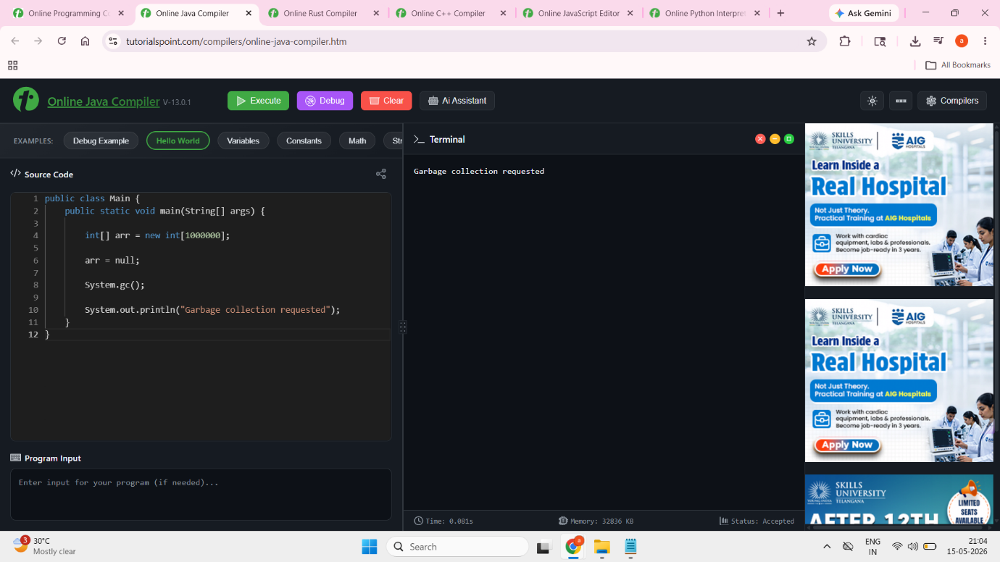 Online Programming C
Online Java Compiler
Online Rust Compiler
Online C++ Compiler
Online JavaScript Editor
Online Python Interpret
Ask Gemini
tutorialspoint.com/compilers/online-java-compiler.htm
a
All Bookmarks
Online Java Compiler V-13.0.1
Execute
Debug
Clear
Ai Assistant
Compilers
EXAMPLES:
Debug Example
Hello World
Variables
Constants
Math
Str
>_ Terminal
</> Source Code
Garbage collection requested
1 public class Main {
2 public static void main(String[] args) {
3
4 int[] arr = new int[1000000];
5
6 arr = null;
7
8 System.gc();
9
10 System.out.println("Garbage collection requested");
11 }
12 }
Program Input
Enter input for your program (if needed)...
Time: 0.081s
Memory: 32836 KB
Status: Accepted
SKILLS
UNIVERSITY
TELANGANA
YOUNG INDIA
AIG
HOSPITALS
Learn Inside a
Real Hospital
Not Just Theory.
Practical Training at AIG Hospitals
Work with cardiac
equipment, labs & professionals.
Become job-ready in 3 years.
Apply Now
SKILLS
UNIVERSITY
TELANGANA
YOUNG INDIA
AIG
HOSPITALS
Learn Inside a
Real Hospital
Not Just Theory.
Practical Training at AIG Hospitals
Work with cardiac
equipment, labs & professionals.
Become job-ready in 3 years.
Apply Now
SKILLS
UNIVERSITY
TELANGANA
YOUNG INDIA
LIMITED
SEATS
AVAILABLE
AFTER 12TH
3
30°C
Mostly clear
Search
a
ENG
IN
21:04
15-05-2026